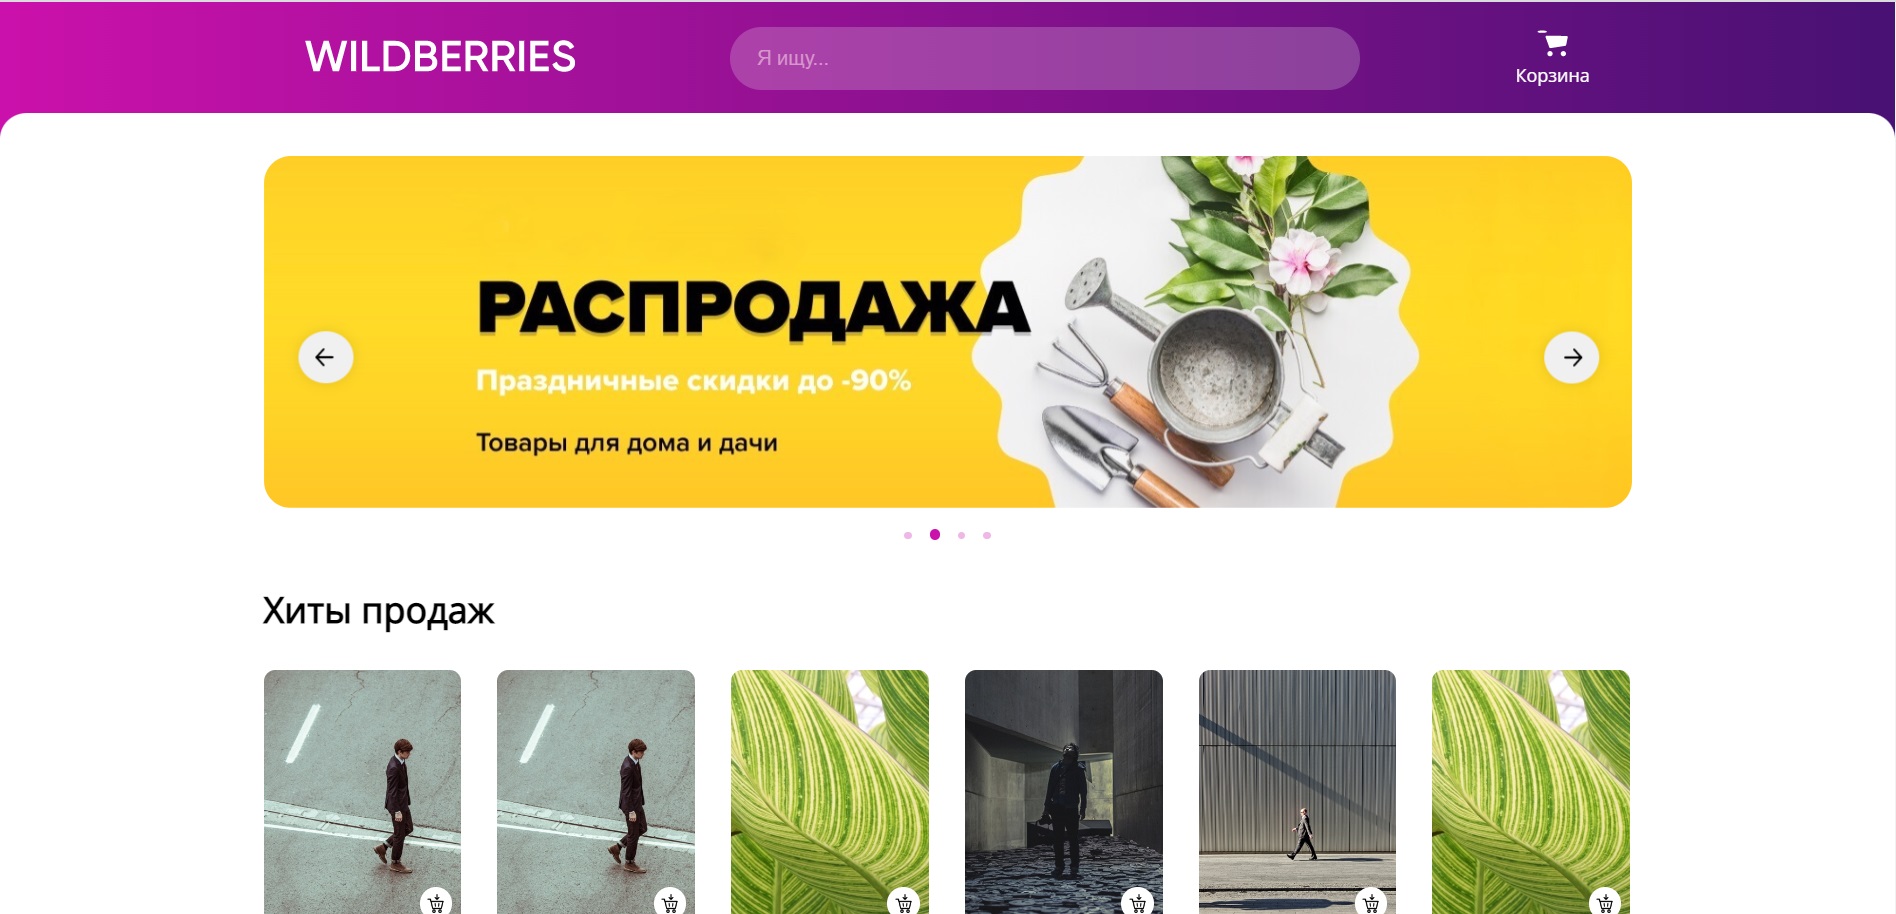 WILDBERRIES
Я ищу...
Корзина
РАСПРОДАЖА
Праздничные скидки до -90%
Товары для дома и дачи
Хиты продаж